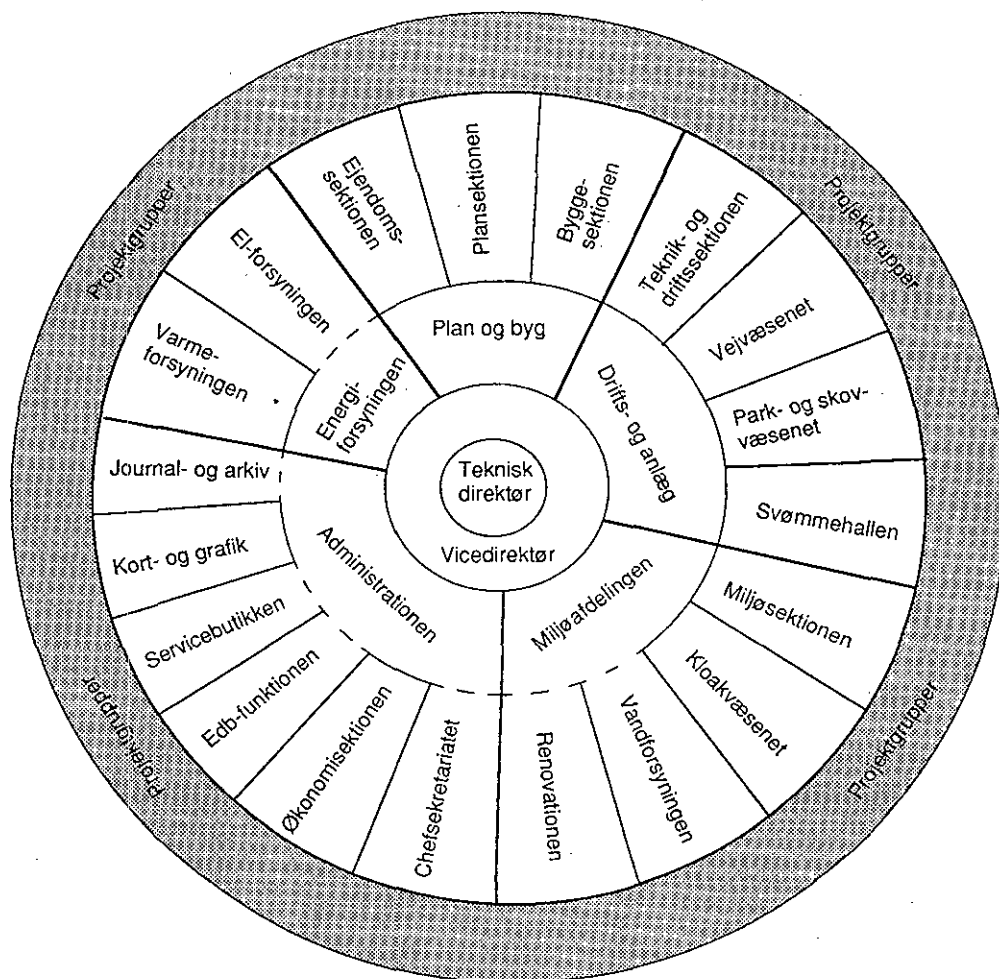 Projektgrupper
Projektgrupper
Ejendoms-
sektionen
Plansektionen
Bygge-
sektionen
Teknik- og
driftssektionen
Vejvæsenet
Park- og skov-
væsenet
Svømmehallen
Miljøsektionen
Kloakvæsenet
Vandforsyningen
Renovationen
Chefsekretariatet
Økonomisektionen
Edb-funktionen
Servicebutikken
Kort- og grafik
Journal- og arkiv
Varme-
forsyningen
El-forsyningen
Plan og byg
Drifts- og anlæg
Miljøafdelingen
Administrationen
Energi-
forsyningen
Teknisk
direktør
Vicedirektør
Projektgrupper
Projektgrupper